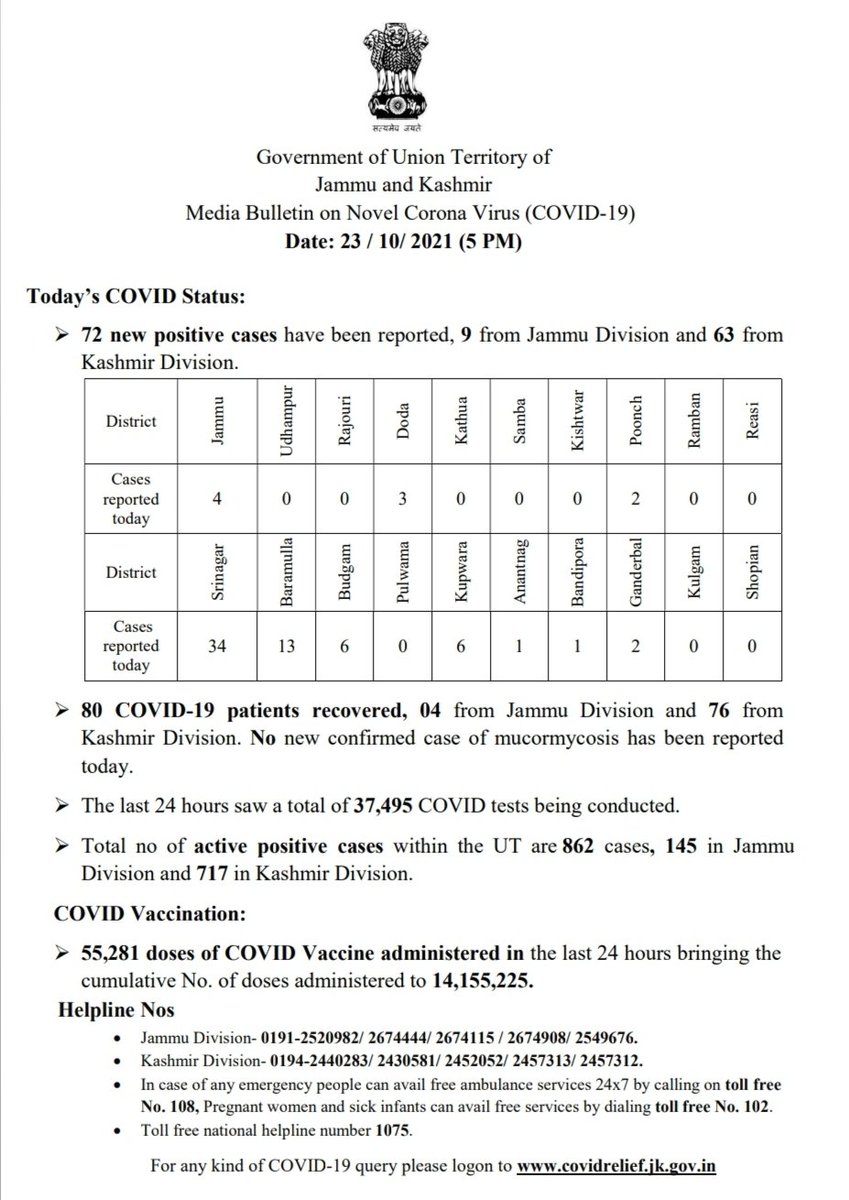 सत्यमेव जयते
Government of Union Territory of
Jammu and Kashmir
Media Bulletin on Novel Corona Virus (COVID-19)
Date: 23 / 10/ 2021 (5 PM)
Today’s COVID Status:
➢ 72 new positive cases have been reported, 9 from Jammu Division and 63 from
Kashmir Division.
District Jammu Udhampur Rajouri Doda Kathua Samba Kishtwar Poonch Ramban Reasi
Cases
reported
today
4 0 0 3 0 0 0 2 0 0
District Srinagar Baramulla Budgam Pulwama Kupwara Anantnag Bandipora Ganderbal Kulgam Shopian
Cases
reported
today
34 13 6 0 6 1 1 2 0 0
➢ 80 COVID-19 patients recovered, 04 from Jammu Division and 76 from
Kashmir Division. No new confirmed case of mucormycosis has been reported
today.
➢ The last 24 hours saw a total of 37,495 COVID tests being conducted.
➢ Total no of active positive cases within the UT are 862 cases, 145 in Jammu
Division and 717 in Kashmir Division.
COVID Vaccination:
➢ 55,281 doses of COVID Vaccine administered in the last 24 hours bringing the
cumulative No. of doses administered to 14,155,225.
Helpline Nos
• Jammu Division- 0191-2520982/ 2674444/ 2674115 / 2674908/ 2549676.
• Kashmir Division- 0194-2440283/ 2430581/ 2452052/ 2457313/ 2457312.
• In case of any emergency people can avail free ambulance services 24x7 by calling on toll free
No. 108, Pregnant women and sick infants can avail free services by dialing toll free No. 102.
• Toll free national helpline number 1075.
For any kind of COVID-19 query please logon to www.covidrelief.jk.gov.in